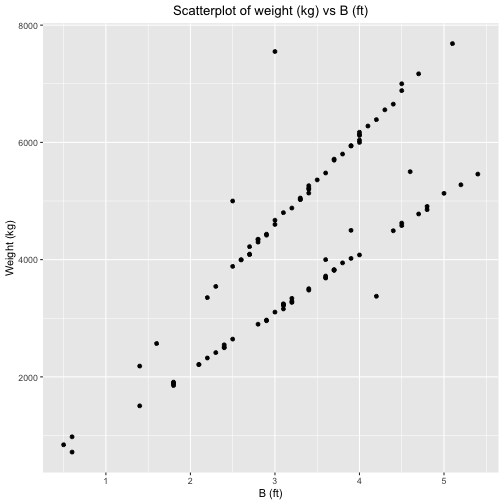 Scatterplot of weight (kg) vs B (ft)
8000
6000
4000
2000
Weight (kg)
1 2 3 4 5
B (ft)